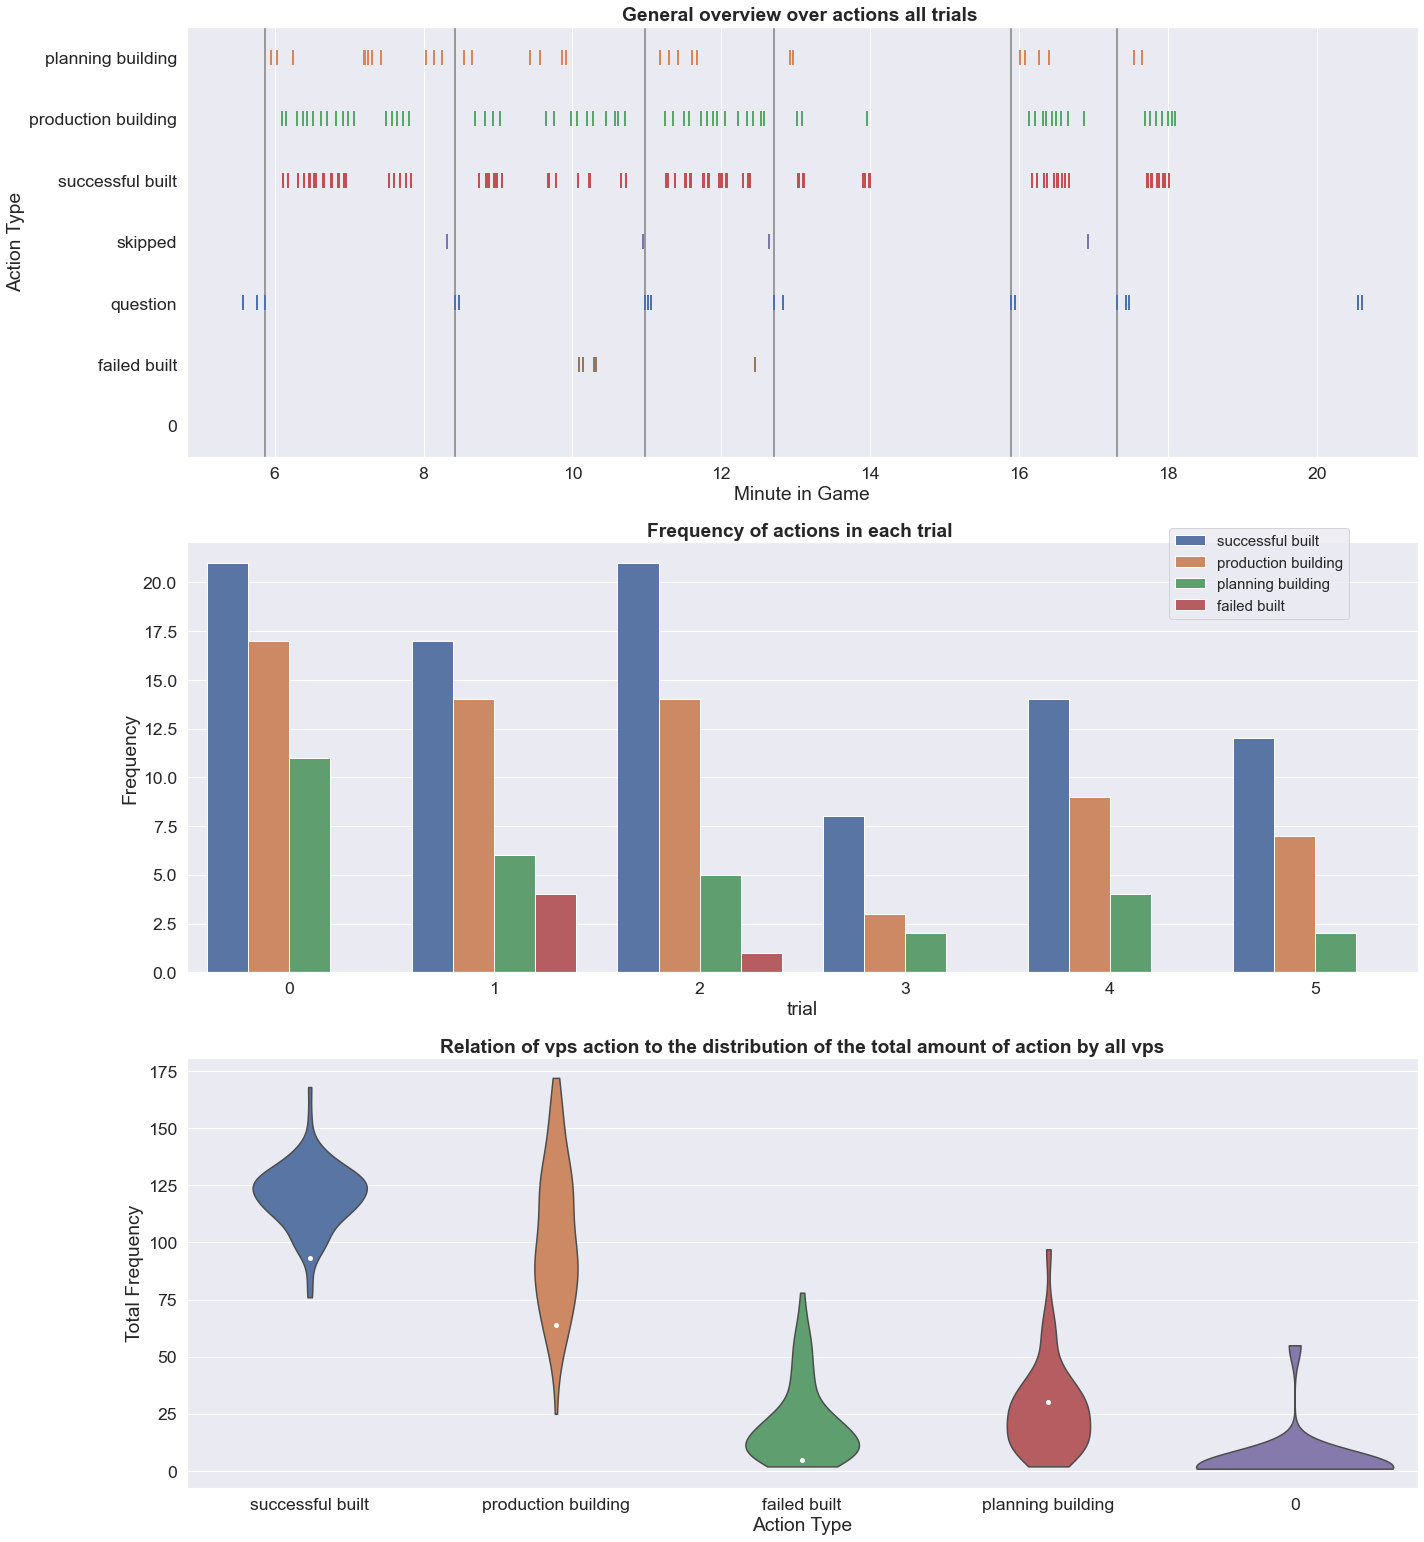 General overview over actions all trials
planning building
production building
successful built
skipped
question
failed built
0
Action Type
6 8 10 12 14 16 18 20
Minute in Game
Frequency of actions in each trial
successful built
production building
planning building
failed built
20.0
17.5
15.0
12.5
10.0
7.5
5.0
2.5
0.0
Frequency
0 1 2 3 4 5
trial
Relation of vps action to the distribution of the total amount of action by all vps
175
150
125
100
75
50
25
0
Total Frequency
successful built production building failed built planning building 0
Action Type